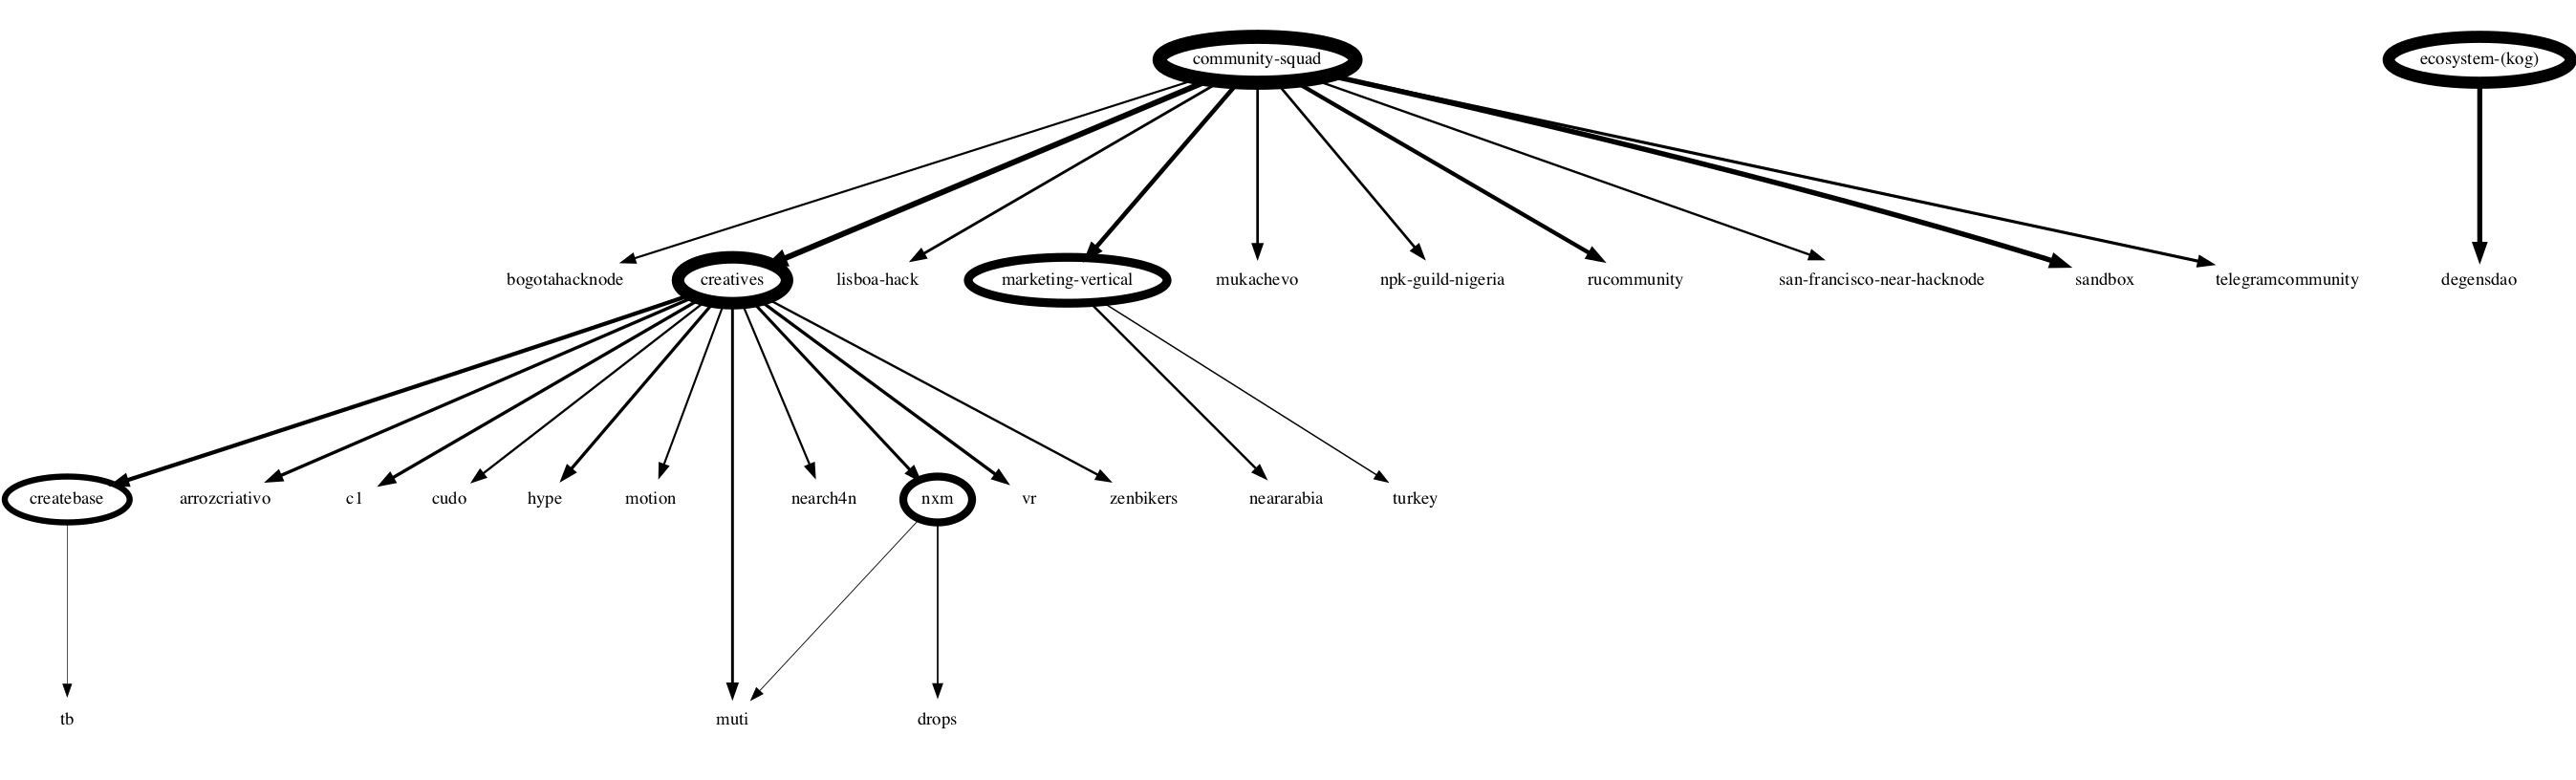 community-squad
ecosystem-(kog)
bogotahacknode
creatives
lisboa-hack
marketing-vertical
mukachevo
npk-guild-nigeria
rucommunity
san-francisco-near-hacknode
sandbox
telegramcommunity
degensdao
createbase
arrozcriativo
c1
cudo
hype
motion
nearch4n
nxm
vr
zenbikers
neararabia
turkey
tb
muti
drops